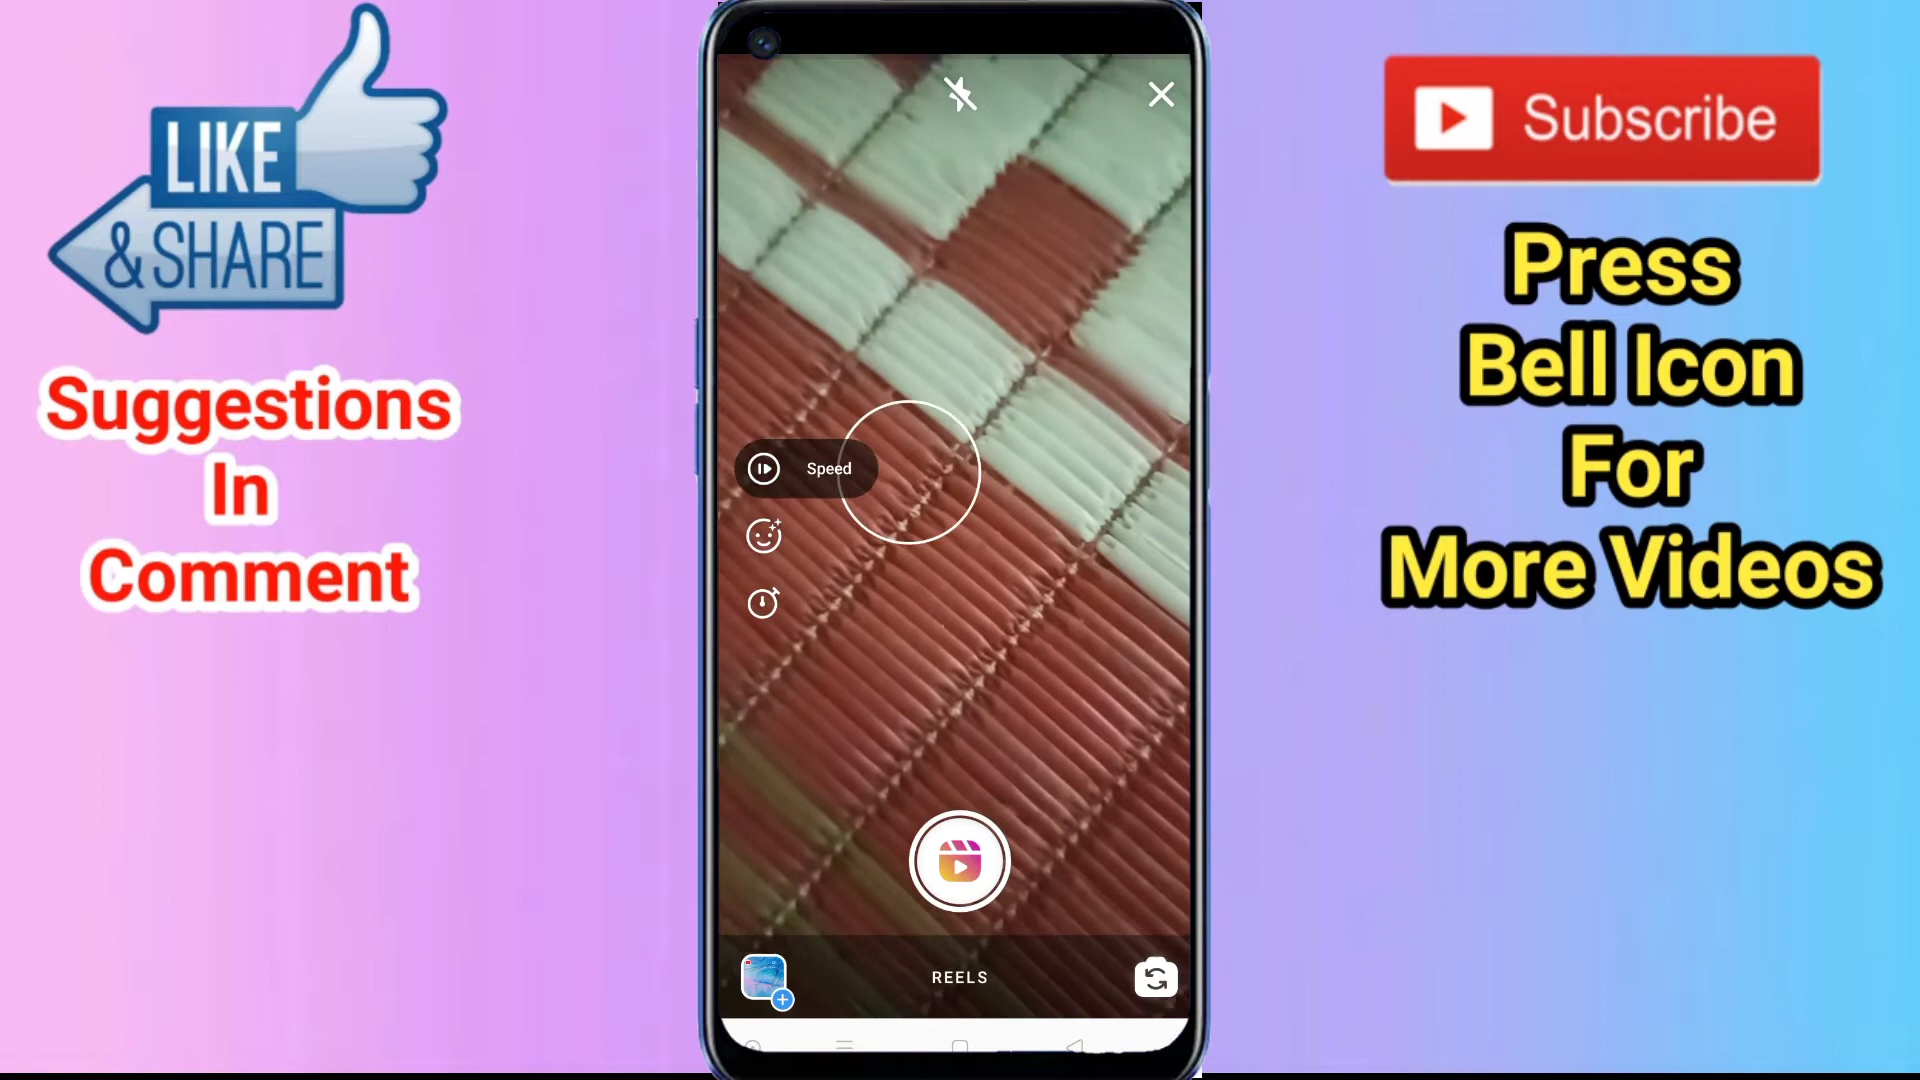 LIKE
& SHARE
Suggestions
In
Comment
Speed
REELS
Subscribe
Press
Bell Icon
For
More Videos